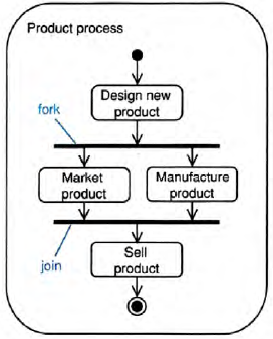 Product process
Design new
product
fork
Market
product
Manufacture
product
join
Sell
product